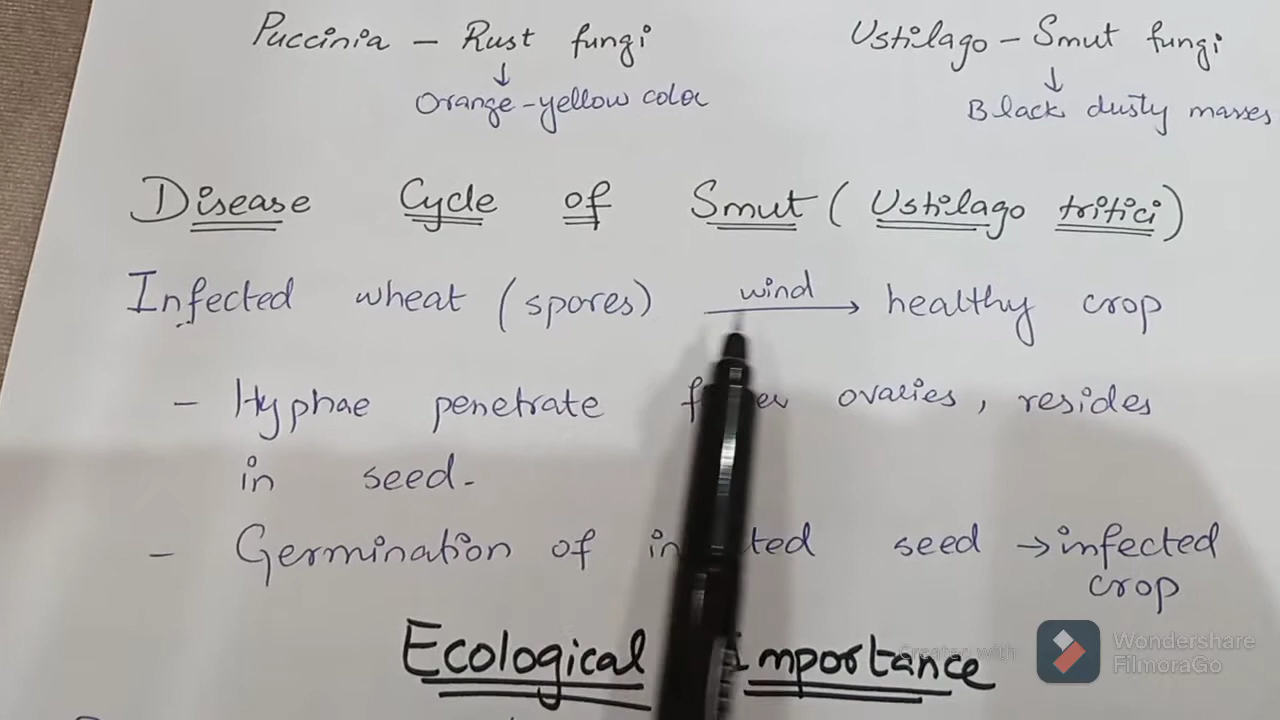 Puccinia – Rust fungi
Ustilago – Smut fungi
↓
↓
Orange-yellow color
Black dusty masses
Disease Cycle of Smut (Ustilago tritici)
Infected wheat (spores) wind → healthy crop
– Hyphae penetrate ovaries, resides
in seed.
– Germination of seed → infected
crop
Ecological
Created with
Wondershare
FilmoraGo